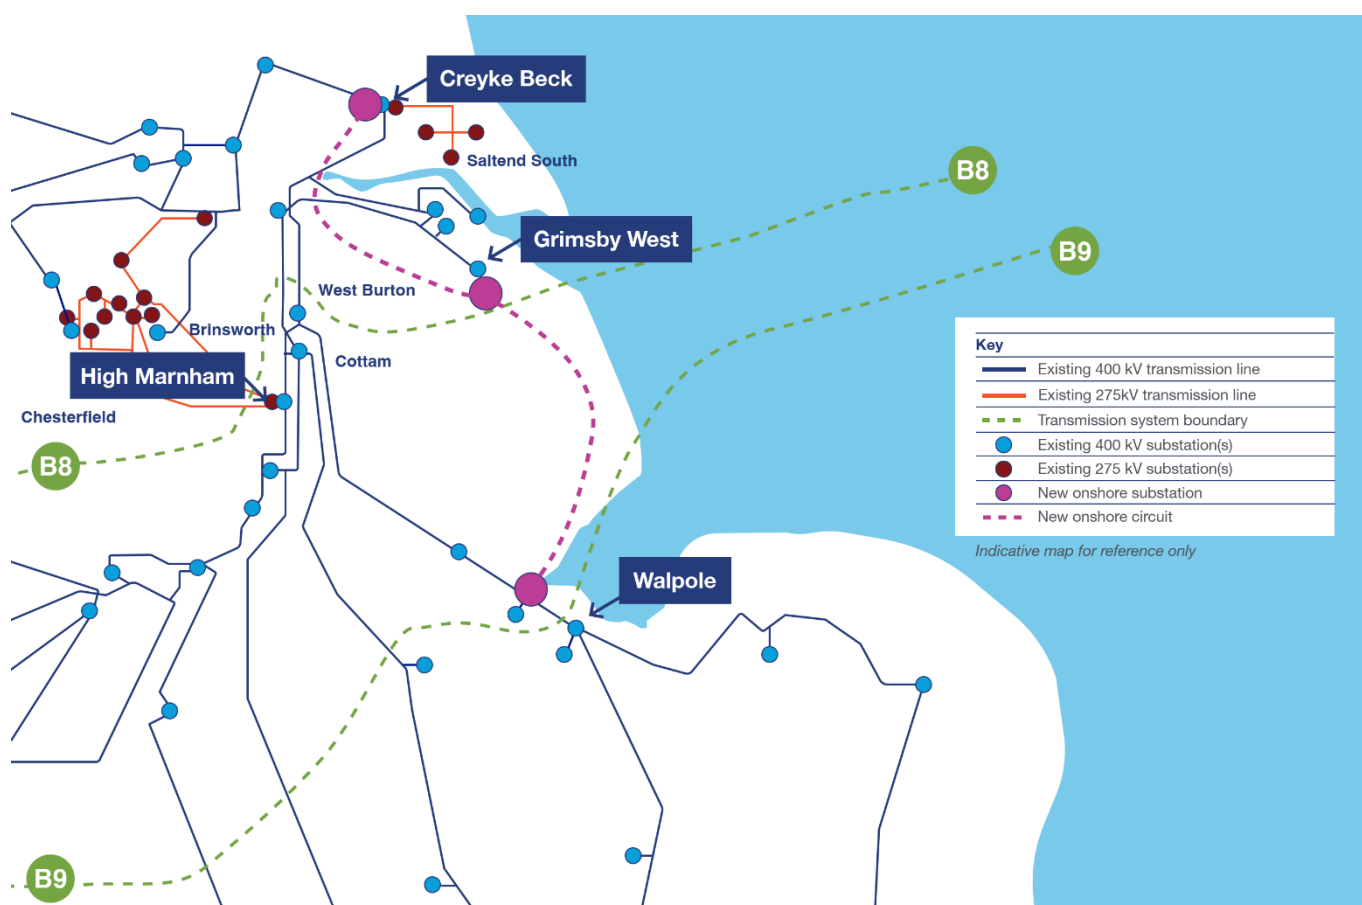 Creyke Beck
Saltend South
B8
Grimsby West
B9
West Burton
Brinsworth
Cottam
High Marnham
Chesterfield
B8
Key
Existing 400 kV transmission line
Existing 275kV transmission line
Transmission system boundary
Existing 400 kV substation(s)
Existing 275 kV substation(s)
New onshore substation
New onshore circuit
Indicative map for reference only
Walpole
B9